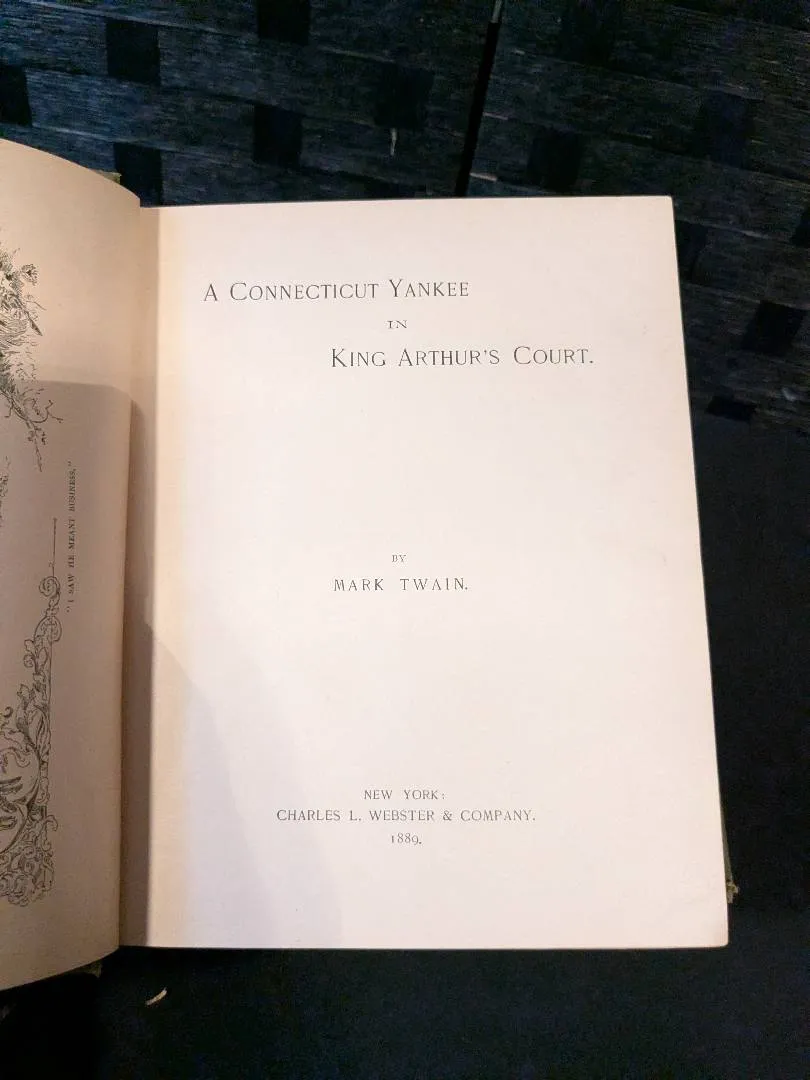 "I SAW HE MEANT BUSINESS."
A CONNECTICUT YANKEE
IN
KING ARTHUR'S COURT.
BY
MARK TWAIN.
NEW YORK:
CHARLES L. WEBSTER & COMPANY.
1889.